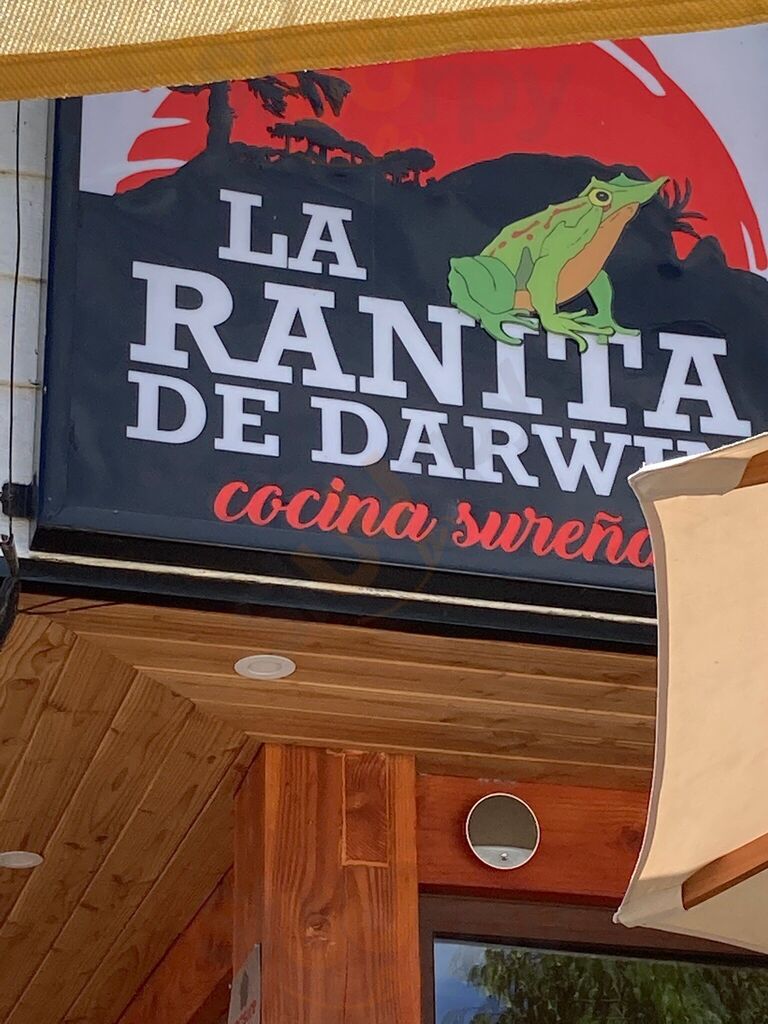 LA
RANITA
DE DARWIN
cocina sureña